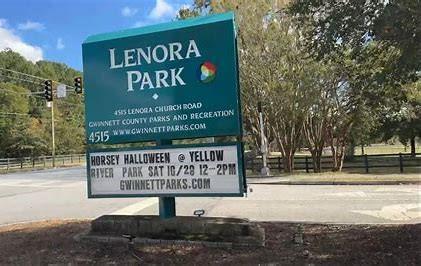 LENORA
PARK
4515 LENORA CHURCH ROAD
GWINNETT COUNTY PARKS AND RECREATION
4515 WWW.GWINNETTPARKS.COM
HORSEY HALLOWEEN @ YELLOW
RIVER PARK SAT 10/28 12-2PM
GWINNETTPARKS.COM